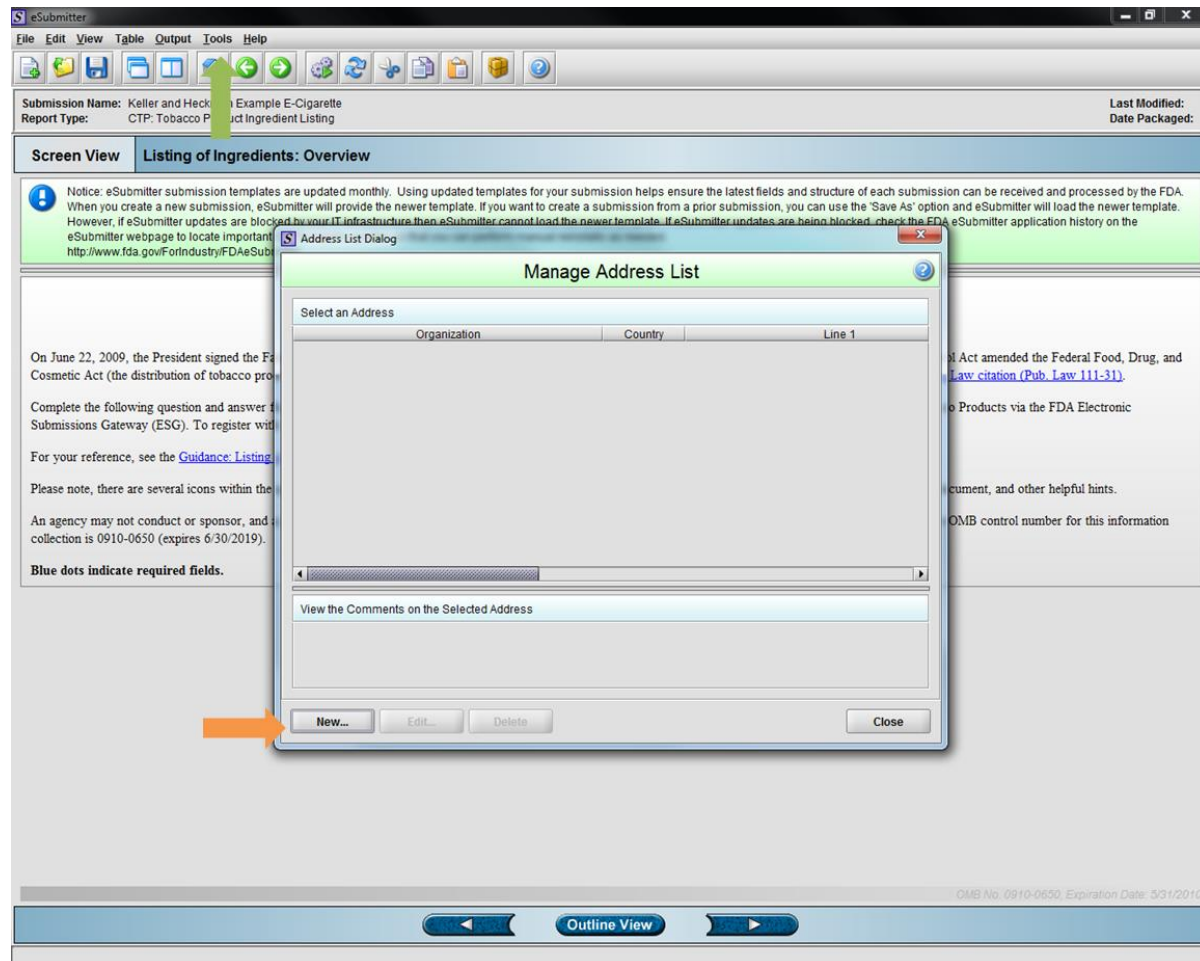 eSubmitter
File Edit View Table Output Tools Help
Submission Name: Keller and Heck Example E-Cigarette
Last Modified:
Report Type: CTP: Tobacco P uct Ingredient Listing
Date Packaged:
Screen View
Listing of Ingredients: Overview
Notice: eSubmitter submission templates are updated monthly. Using updated templates for your submission helps ensure the latest fields and structure of each submission can be received and processed by the FDA.
When you create a new submission, eSubmitter will provide the newer template. If you want to create a submission from a prior submission, you can use the 'Save As' option and eSubmitter will load the newer template.
However, if eSubmitter updates are blocked by your IT infrastructure then eSubmitter cannot load the newer template. If eSubmitter updates are being blocked, check the FDA eSubmitter application history on the
eSubmitter webpage to locate important
http://www.fda.gov/ForIndustry/FDAeSub
Address List Dialog
Manage Address List
Select an Address
Organization Country Line 1
View the Comments on the Selected Address
New... Edit... Delete Close
On June 22, 2009, the President signed the Fa
ol Act amended the Federal Food, Drug, and
Cosmetic Act (the distribution of tobacco pro
Law citation (Pub. Law 111-31).
Complete the following question and answer f
o Products via the FDA Electronic
Submissions Gateway (ESG). To register wit
For your reference, see the Guidance: Listing
Please note, there are several icons within the
cument, and other helpful hints.
An agency may not conduct or sponsor, and a
OMB control number for this information
collection is 0910-0650 (expires 6/30/2019).
Blue dots indicate required fields.
OMB No. 0910-0650, Expiration Date: 5/31/2010
Outline View